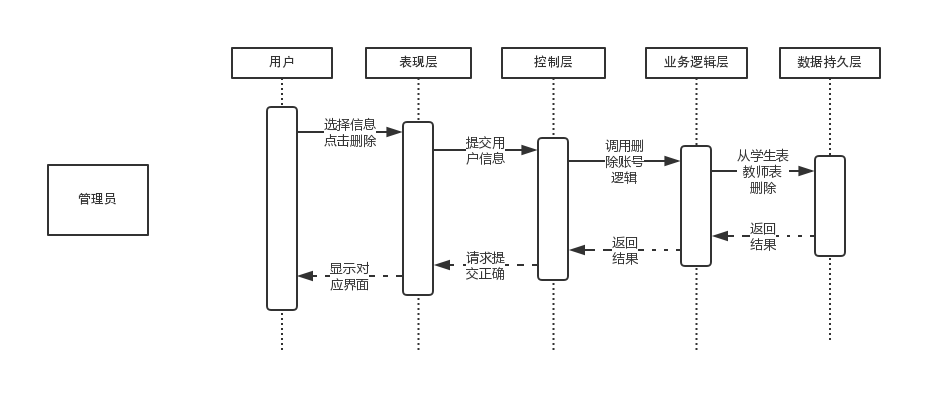 用户
表现层
控制层
业务逻辑层
数据持久层
管理员
选择信息
点击删除
提交用
户信息
调用删
除账号
逻辑
从学生表
教师表
删除
返回
结果
返回
结果
请求提
交正确
显示对
应界面